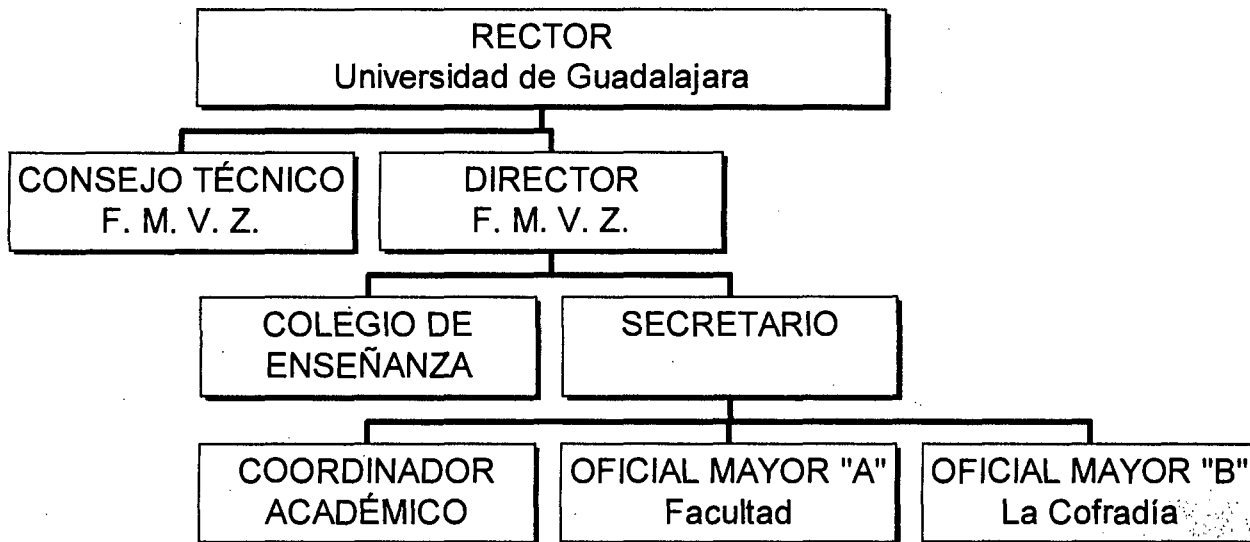 RECTOR
Universidad de Guadalajara
CONSEJO TÉCNICO
F. M. V. Z.
DIRECTOR
F. M. V. Z.
COLEGIO DE
ENSEÑANZA
SECRETARIO
COORDINADOR
ACADÉMICO
OFICIAL MAYOR "A"
Facultad
OFICIAL MAYOR "B"
La Cofradía